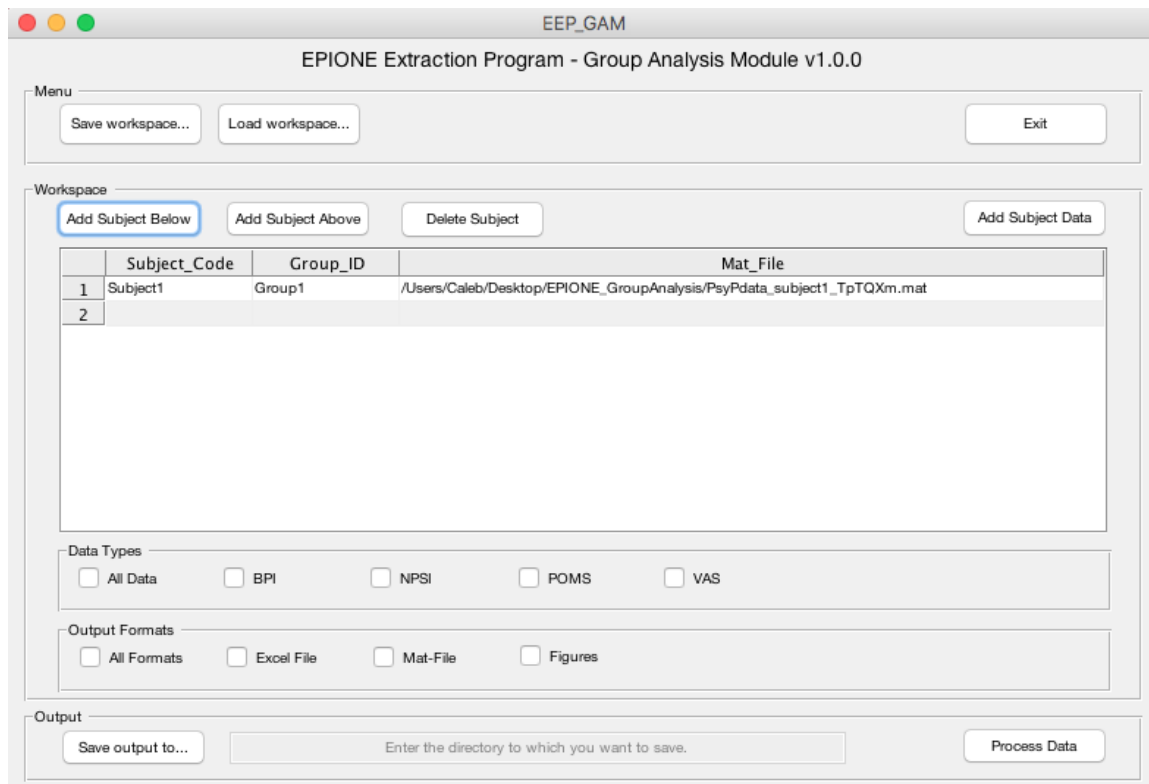 EEP_GAM
EPIONE Extraction Program - Group Analysis Module v1.0.0
Menu
Save workspace... Load workspace... Exit
Workspace
Add Subject Below Add Subject Above Delete Subject Add Subject Data
Subject_Code Group_ID Mat_File
1 Subject1 Group1 /Users/Caleb/Desktop/EPIONE_GroupAnalysis/PsyPdata_subject1_TpTQXm.mat
2
Data Types
All Data BPI NPSI POMS VAS
Output Formats
All Formats Excel File Mat-File Figures
Output
Save output to... Enter the directory to which you want to save. Process Data